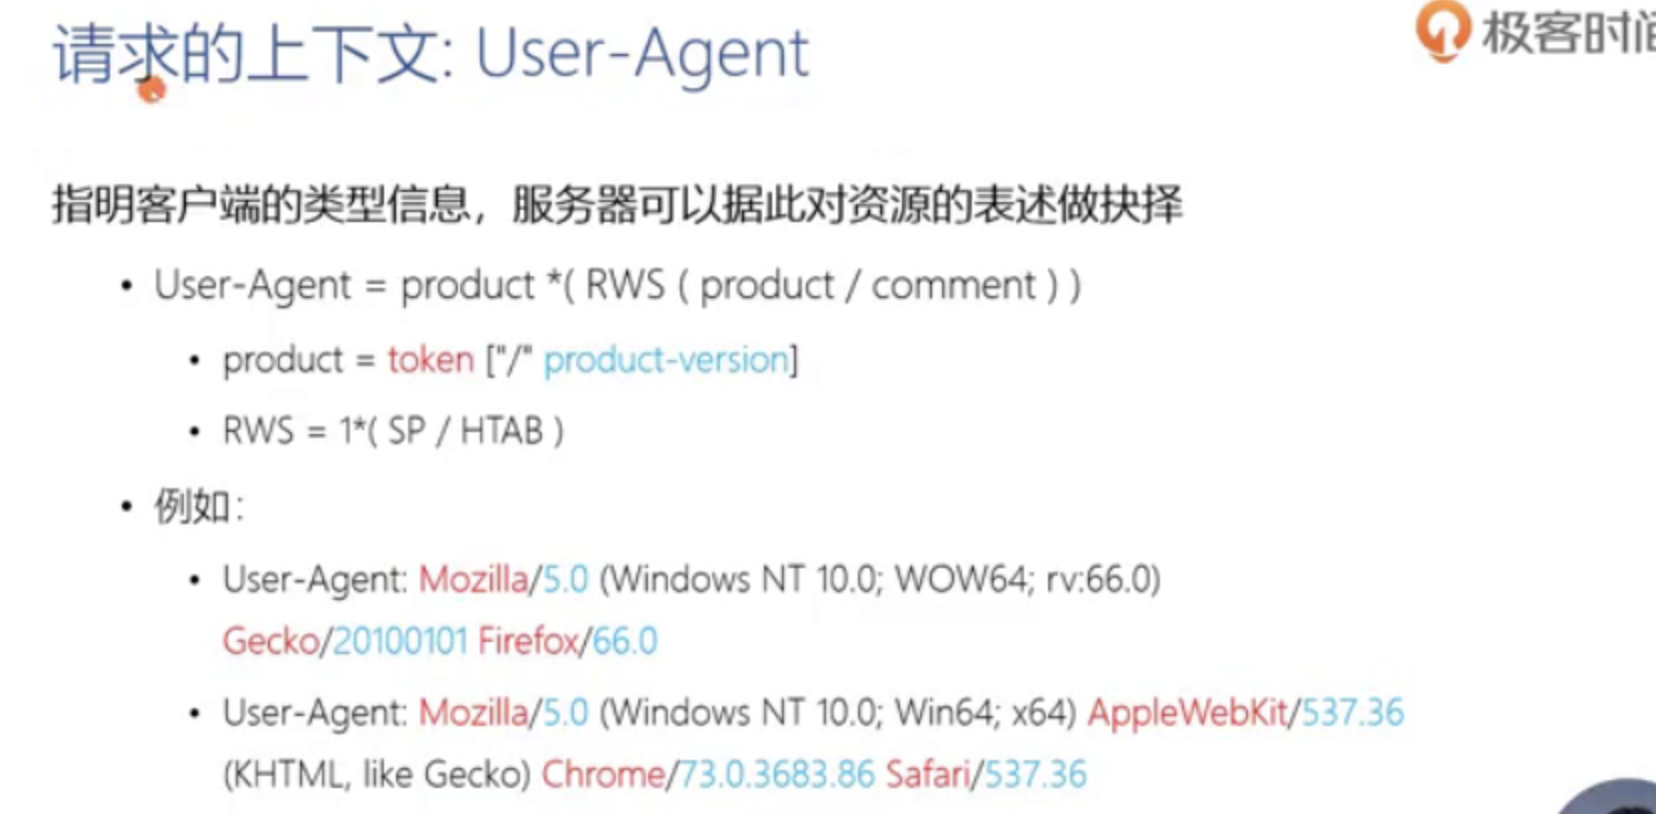 请求的上下文: User-Agent
极客时间
指明客户端的类型信息，服务器可以据此对资源的表述做抉择
• User-Agent = product *( RWS ( product / comment ) )
• product = token ["/" product-version]
• RWS = 1*( SP / HTAB )
• 例如：
• User-Agent: Mozilla/5.0 (Windows NT 10.0; WOW64; rv:66.0)
Gecko/20100101 Firefox/66.0
• User-Agent: Mozilla/5.0 (Windows NT 10.0; Win64; x64) AppleWebKit/537.36
(KHTML, like Gecko) Chrome/73.0.3683.86 Safari/537.36